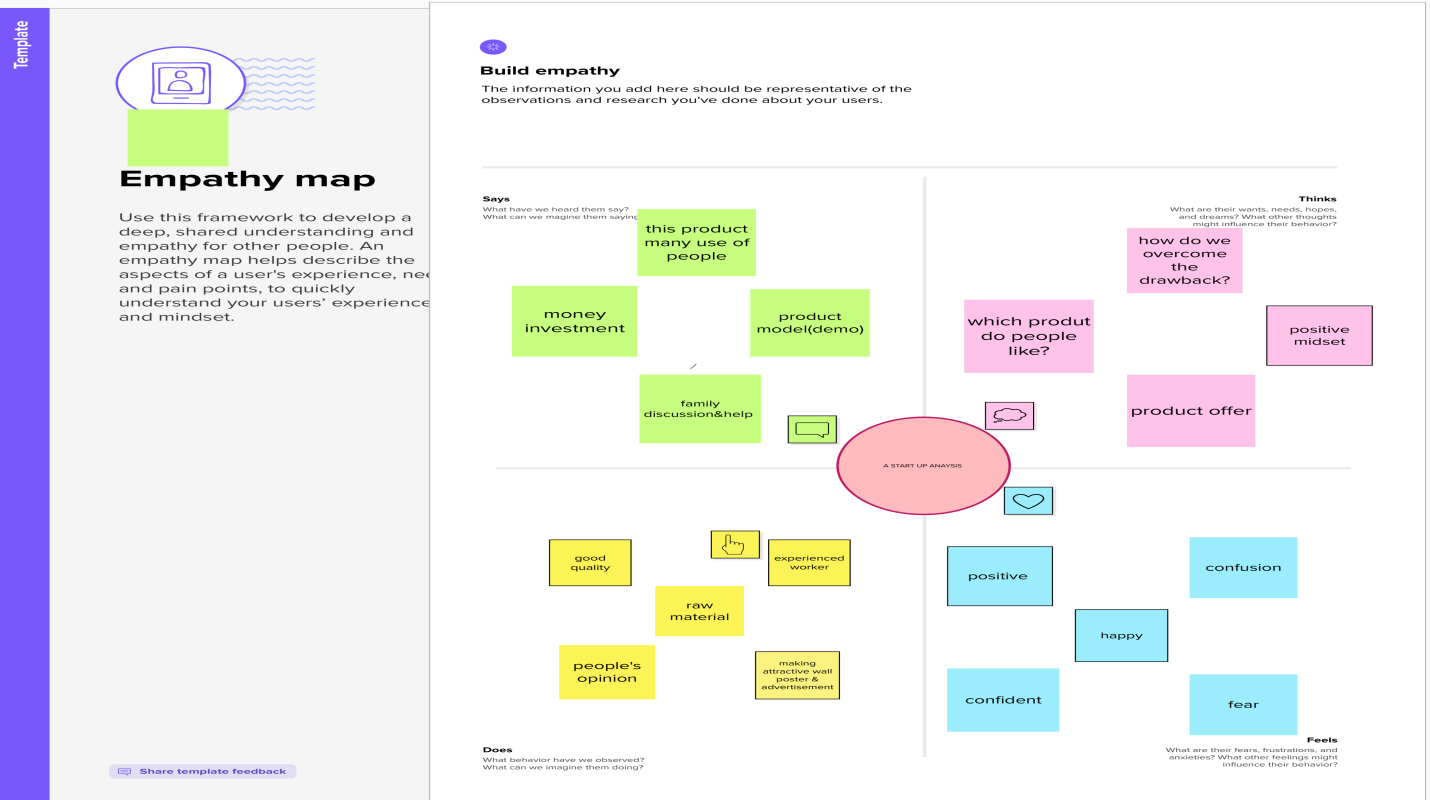 Template
Empathy map
Use this framework to develop a
deep, shared understanding and
empathy for other people. An
empathy map helps describe the
aspects of a user's experience,
and pain points, to quickly
understand your users' experience
and mindset.
Share template feedback
Build empathy
The information you add here should be representative of the
observations and research you've done about your users.
Says
What have we heard them say?
What can we magine them saying
this product
many use of
people
money
investment
product
model(demo)
family
discussion&help
Thinks
What are their wants, needs, hopes,
and dreams? What other thoughts
might influence their behavior?
how do we
overcome
the
drawback?
which produt
do people
like?
positive
midset
product offer
A START UP ANAYSIS
good
quality
experienced
worker
raw
material
people's
opinion
making
attractive wall
poster &
advertisement
Does
What behavior have we observed?
What can we imagine them doing?
positive
confusion
happy
confident
fear
Feels
What are their fears, frustrations, and
anxieties? What other feelings might
influence their behavior?